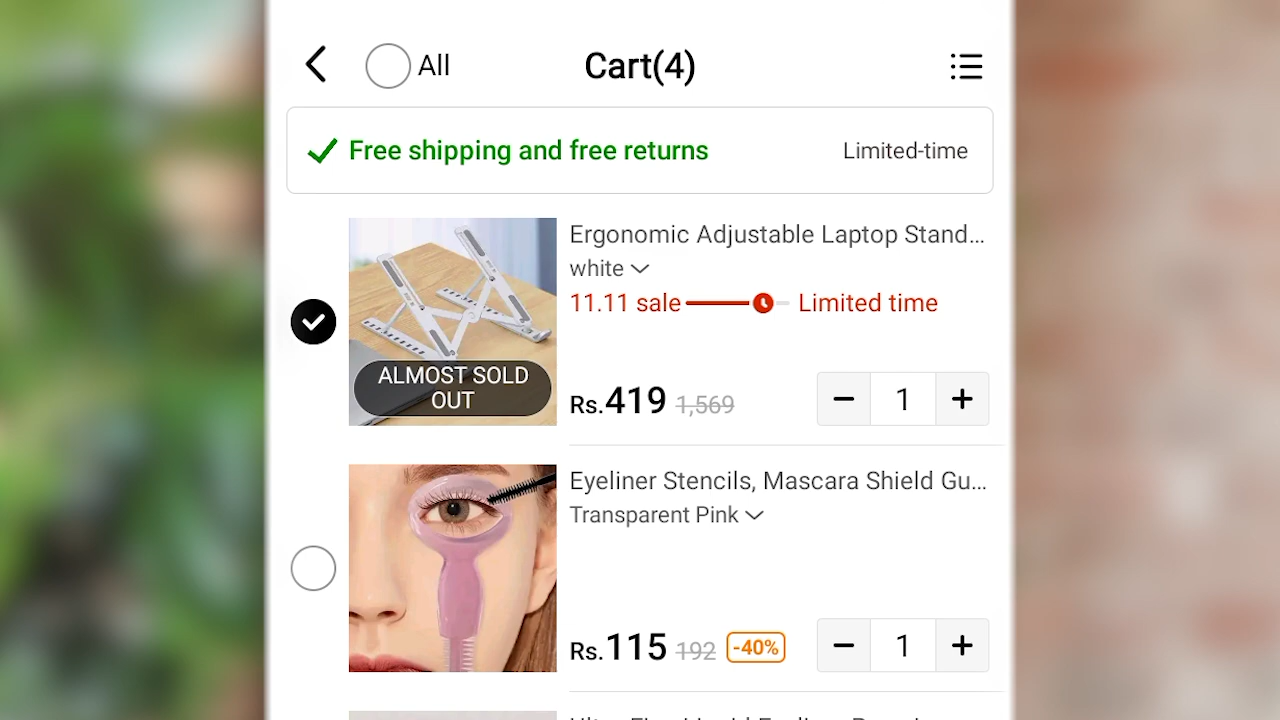 All
Cart(4)
Free shipping and free returns
Limited-time
Ergonomic Adjustable Laptop Stand...
white
11.11 sale
Limited time
ALMOST SOLD
OUT
Rs.419 1,569
1
Eyeliner Stencils, Mascara Shield Gu...
Transparent Pink
Rs.115 192 -40%
1